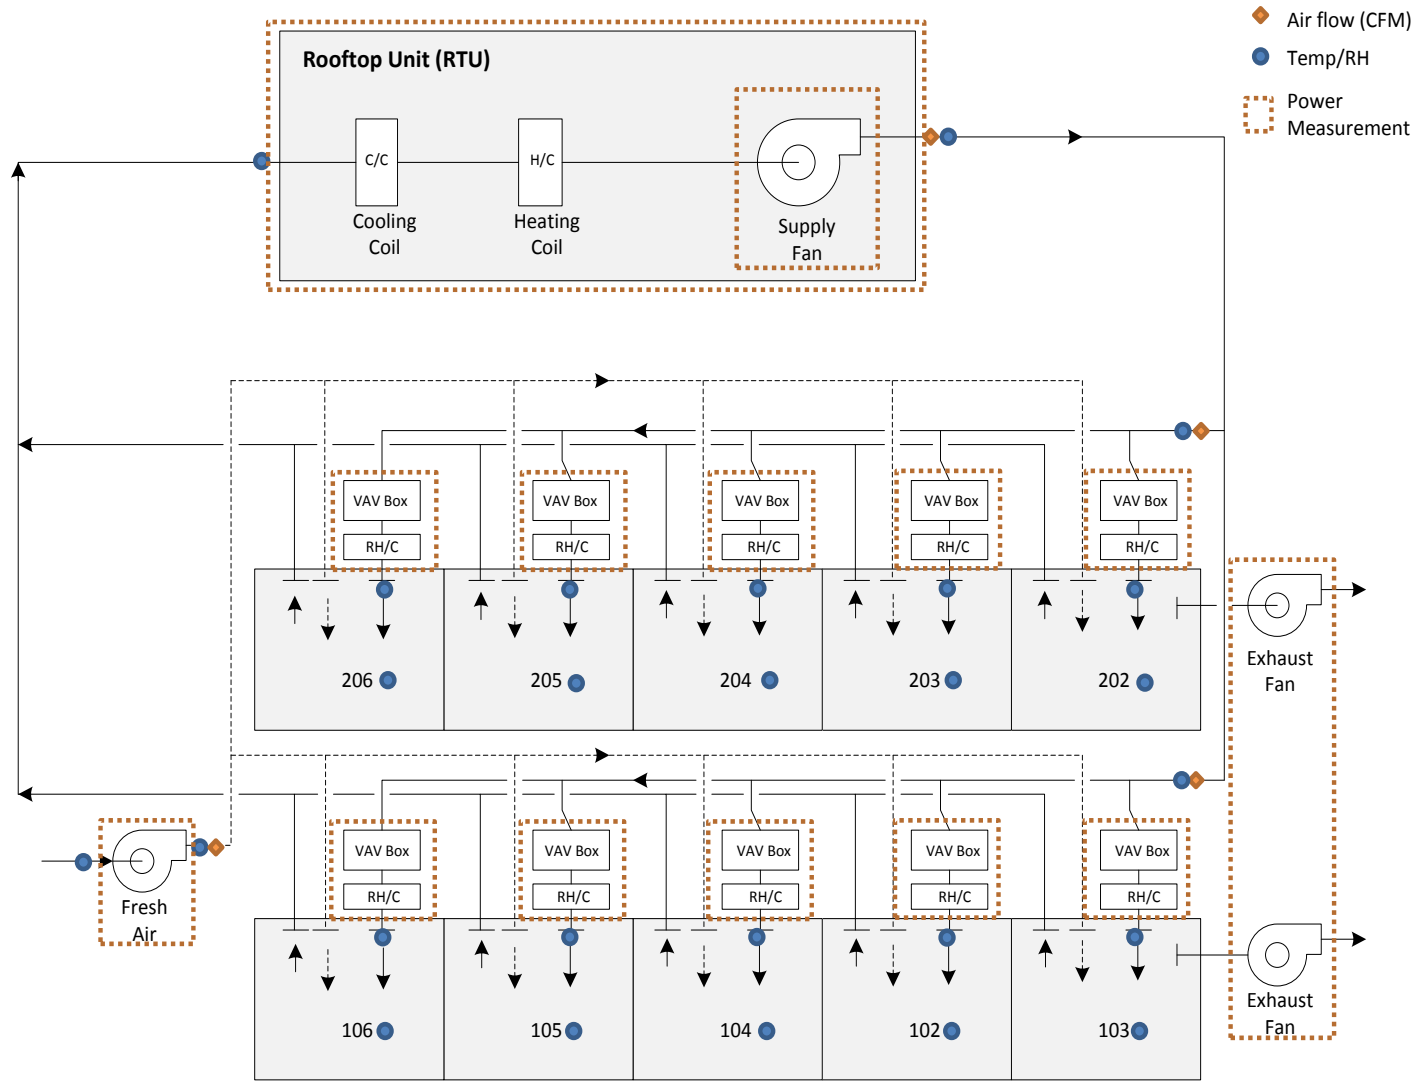 Air flow (CFM)
Temp/RH
Power
Measurement
Rooftop Unit (RTU)
C/C
H/C
Cooling
Coil
Heating
Coil
Supply
Fan
VAV Box
VAV Box
VAV Box
VAV Box
VAV Box
RH/C
RH/C
RH/C
RH/C
RH/C
206
205
204
203
202
Exhaust
Fan
VAV Box
VAV Box
VAV Box
VAV Box
VAV Box
RH/C
RH/C
RH/C
RH/C
RH/C
Fresh
Air
106
105
104
102
103
Exhaust
Fan